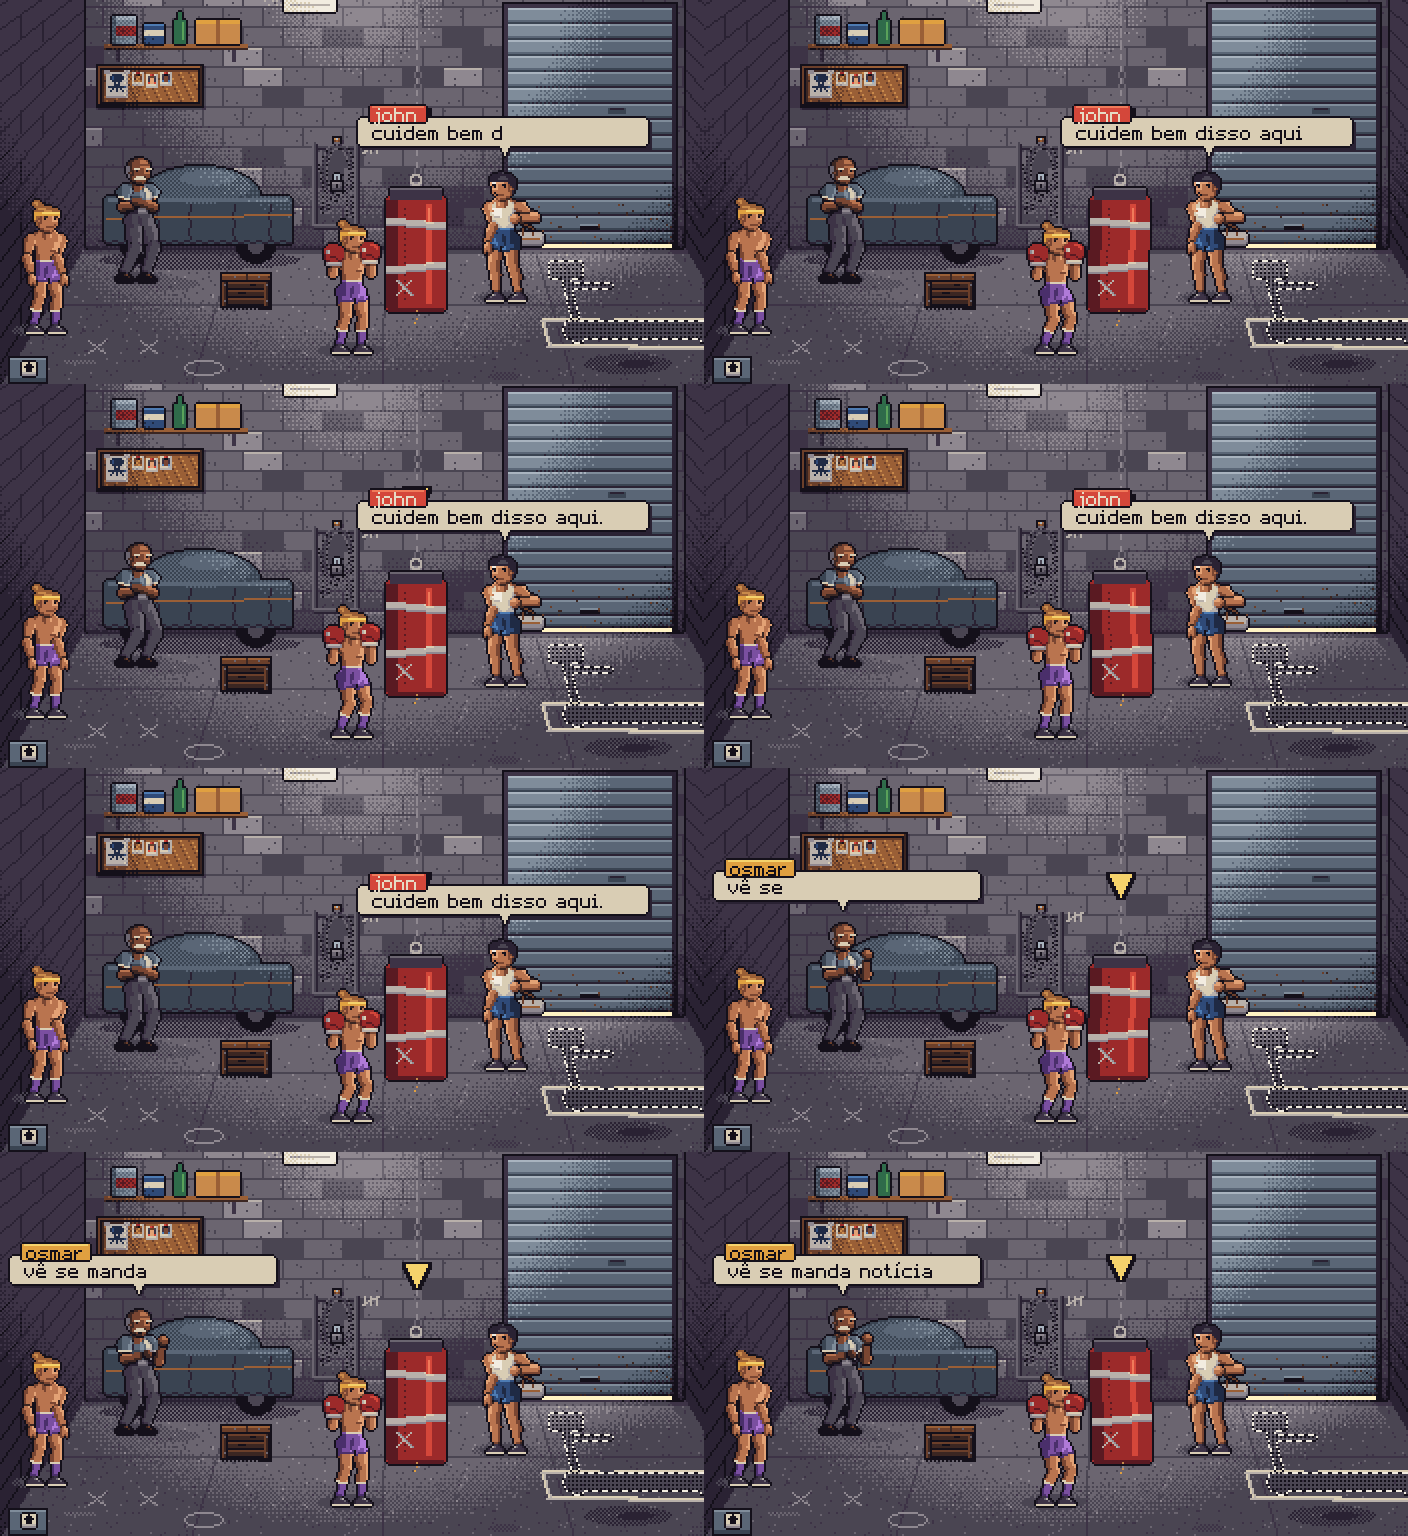 john
cuidem bem d
john
cuidem bem disso aqui
john
cuidem bem disso aqui.
john
cuidem bem disso aqui.
john
cuidem bem disso aqui.
osmar
vê se
osmar
vê se manda
osmar
vê se manda notícia